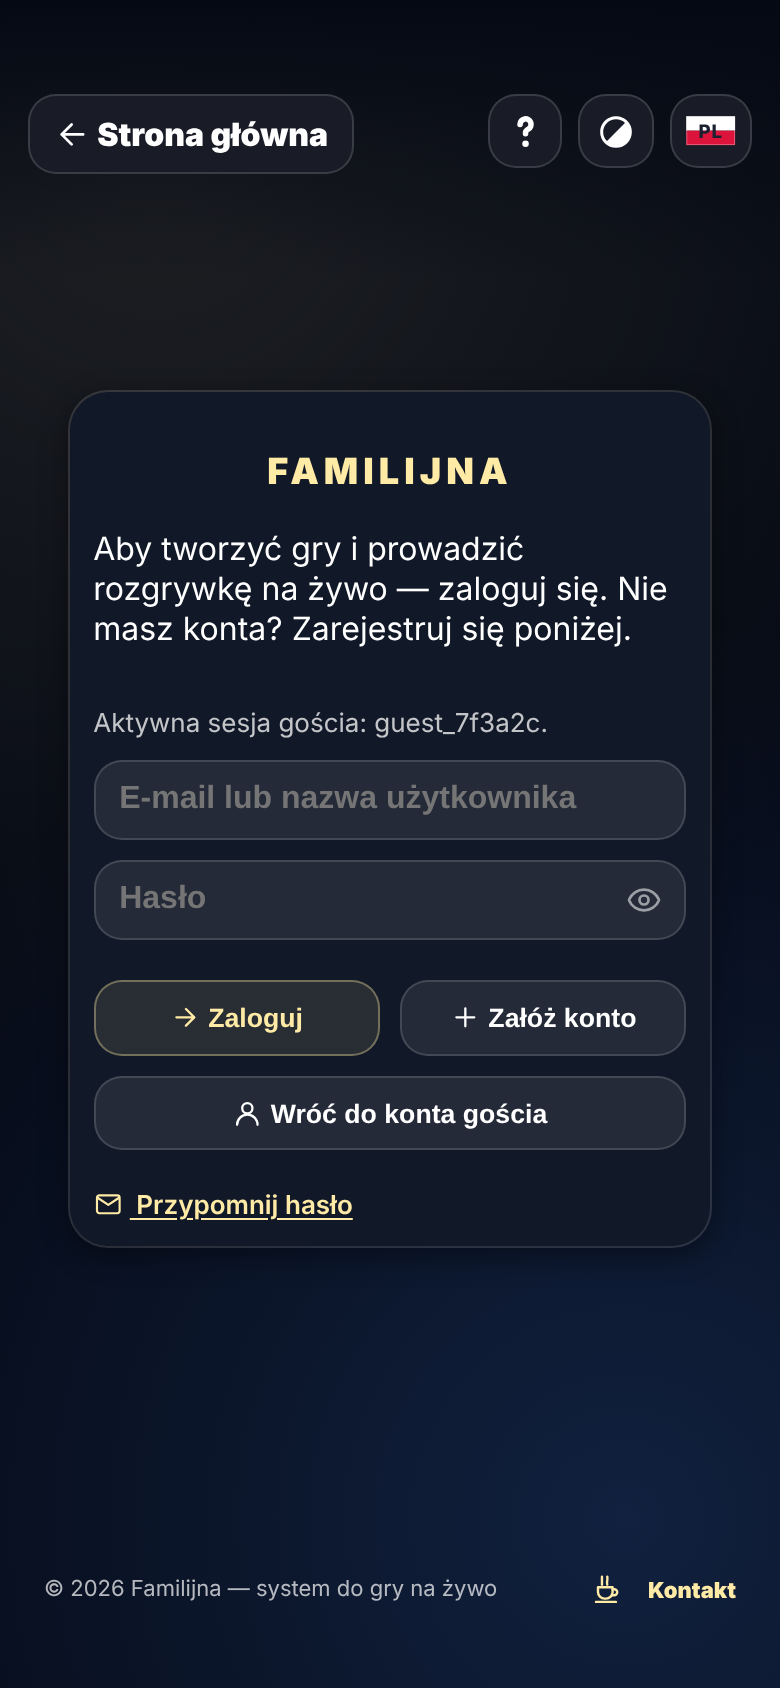 Strona główna
?
PL
FAMILIJNA
Aby tworzyć gry i prowadzić
rozgrywkę na żywo — zaloguj się. Nie
masz konta? Zarejestruj się poniżej.
Aktywna sesja gościa: guest_7f3a2c.
E-mail lub nazwa użytkownika
Hasło
Zaloguj
Załóż konto
Wróć do konta gościa
Przypomnij hasło
© 2026 Familijna — system do gry na żywo
Kontakt